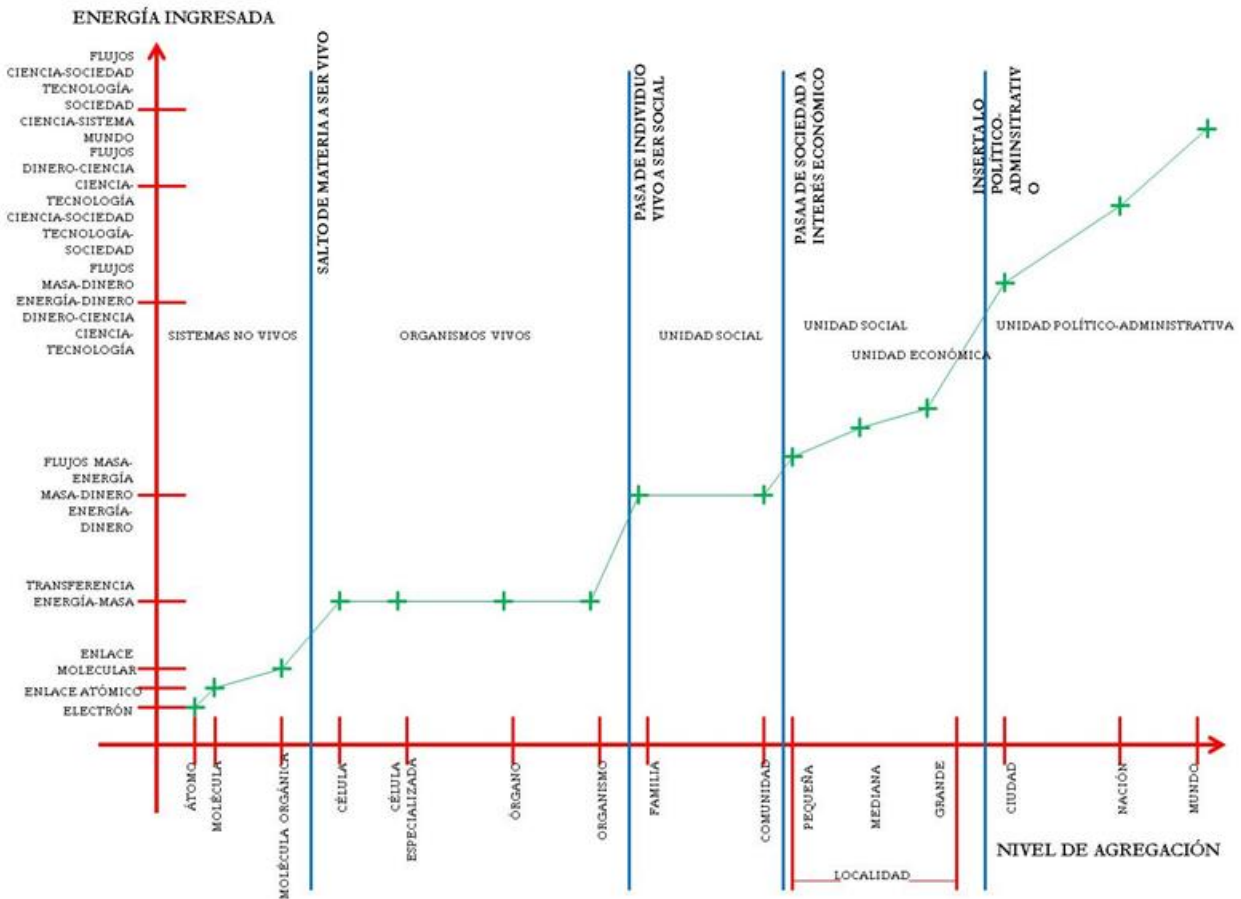 ENERGÍA INGRESADA
FLUJOS
CIENCIA-SOCIEDAD
TECNOLOGÍA-
SOCIEDAD
CIENCIA-SISTEMA
MUNDO
FLUJOS
DINERO-CIENCIA
CIENCIA-
TECNOLOGÍA
CIENCIA-SOCIEDAD
TECNOLOGÍA-
SOCIEDAD
FLUJOS
MASA-DINERO
ENERGÍA-DINERO
DINERO-CIENCIA
CIENCIA-
TECNOLOGÍA
FLUJOS MASA-
ENERGÍA
MASA-DINERO
ENERGÍA-
DINERO
TRANSFERENCIA
ENERGÍA-MASA
ENLACE
MOLECULAR
ENLACE ATÓMICO
ELECTRÓN
SALTO DE MATERIA A SER VIVO
PASA DE INDIVIDUO
VIVO A SER SOCIAL
PASA A DE SOCIEDAD A
INTERÉS ECONÓMICO
INSERTA LO
POLÍTICO-
ADMINSITRATIV
O
SISTEMAS NO VIVOS
ORGANISMOS VIVOS
UNIDAD SOCIAL
UNIDAD SOCIAL
UNIDAD ECONÓMICA
UNIDAD POLÍTICO-ADMINISTRATIVA
ÁTOMO
MOLÉCULA
MOLÉCULA ORGÁNICA
CÉLULA
CÉLULA
ESPECIALIZADA
ÓRGANO
ORGANISMO
FAMILIA
COMUNIDAD
PEQUEÑA
MEDIANA
GRANDE
CIUDAD
NACIÓN
MUNDO
LOCALIDAD
NIVEL DE AGREGACIÓN